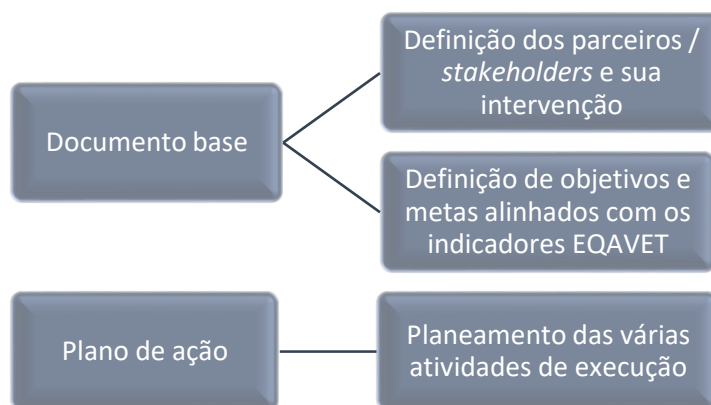 Documento base
Definição dos parceiros /
stakeholders e sua
intervenção
Definição de objetivos e
metas alinhados com os
indicadores EQAVET
Plano de ação
Planeamento das várias
atividades de execução